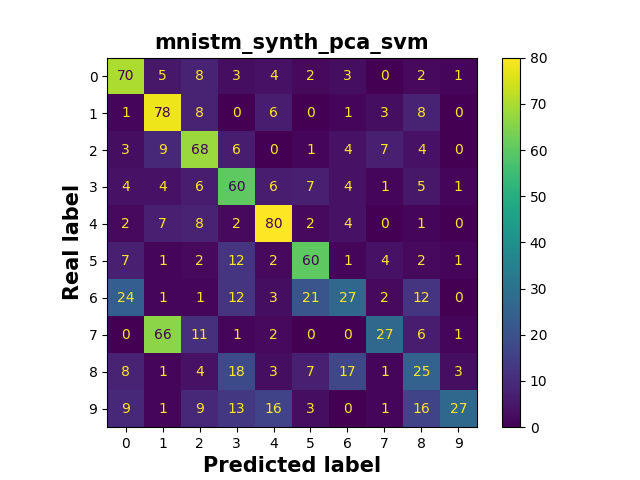 mnistm_synth_pca_svm
0 70 5 8 3 4 2 3 0 2 1
1 1 78 8 0 6 0 1 3 8 0
2 3 9 68 6 0 1 4 7 4 0
3 4 4 6 60 6 7 4 1 5 1
4 2 7 8 2 80 2 4 0 1 0
5 7 1 2 12 2 60 1 4 2 1
6 24 1 1 12 3 21 27 2 12 0
7 0 66 11 1 2 0 0 27 6 1
8 8 1 4 18 3 7 17 1 25 3
9 9 1 9 13 16 3 0 1 16 27
0 1 2 3 4 5 6 7 8 9
Real label
Predicted label
80
70
60
50
40
30
20
10
0